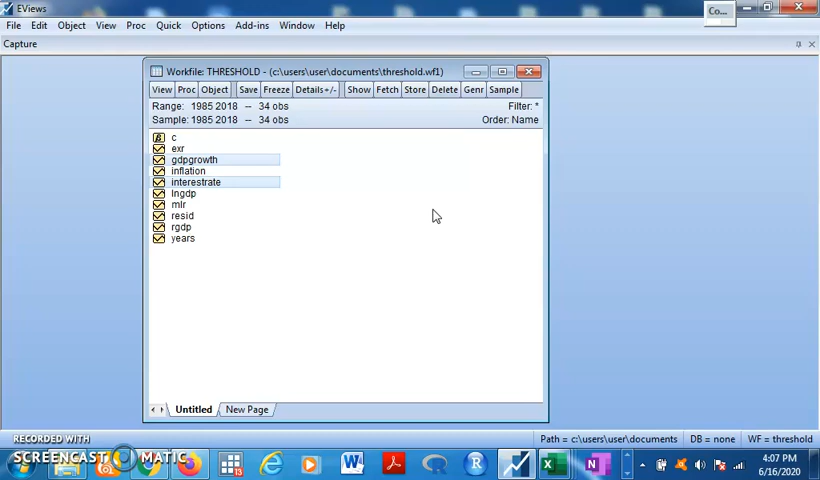 EViews
Co...
File Edit Object View Proc Quick Options Add-ins Window Help
Capture
Workfile: THRESHOLD - (c:\users\user\documents\threshold.wf1)
View Proc Object Save Freeze Details+/- Show Fetch Store Delete Genr Sample
Range: 1985 2018 -- 34 obs
Filter: *
Sample: 1985 2018 -- 34 obs
Order: Name
c
exr
gdpgrowth
inflation
interestrate
lngdp
mlr
resid
rgdp
years
Untitled New Page
Path = c:\users\user\documents DB = none WF = threshold
RECORDED WITH
SCREENCAST MATIC
4:07 PM
6/16/2020